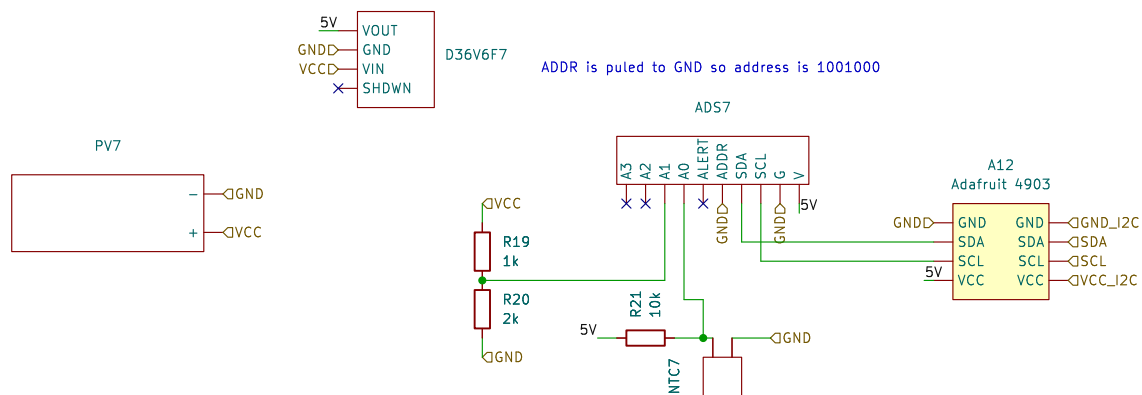 5V
VOUT
GND
GND
VCC
VIN
SHDWN
D36V6F7
ADDR is puled to GND so address is 1001000
PV7
-
GND
+
VCC
ADS7
A3
A2
A1
A0
ALERT
ADDR
SDA
SCL
G
V
GND
GND
5V
A12
Adafruit 4903
GND
GND
GND_I2C
SDA
SDA
SDA
SCL
SCL
SCL
5V
VCC
VCC
VCC_I2C
VCC
R19
1k
R20
2k
GND
R21
10k
5V
GND
NTC7